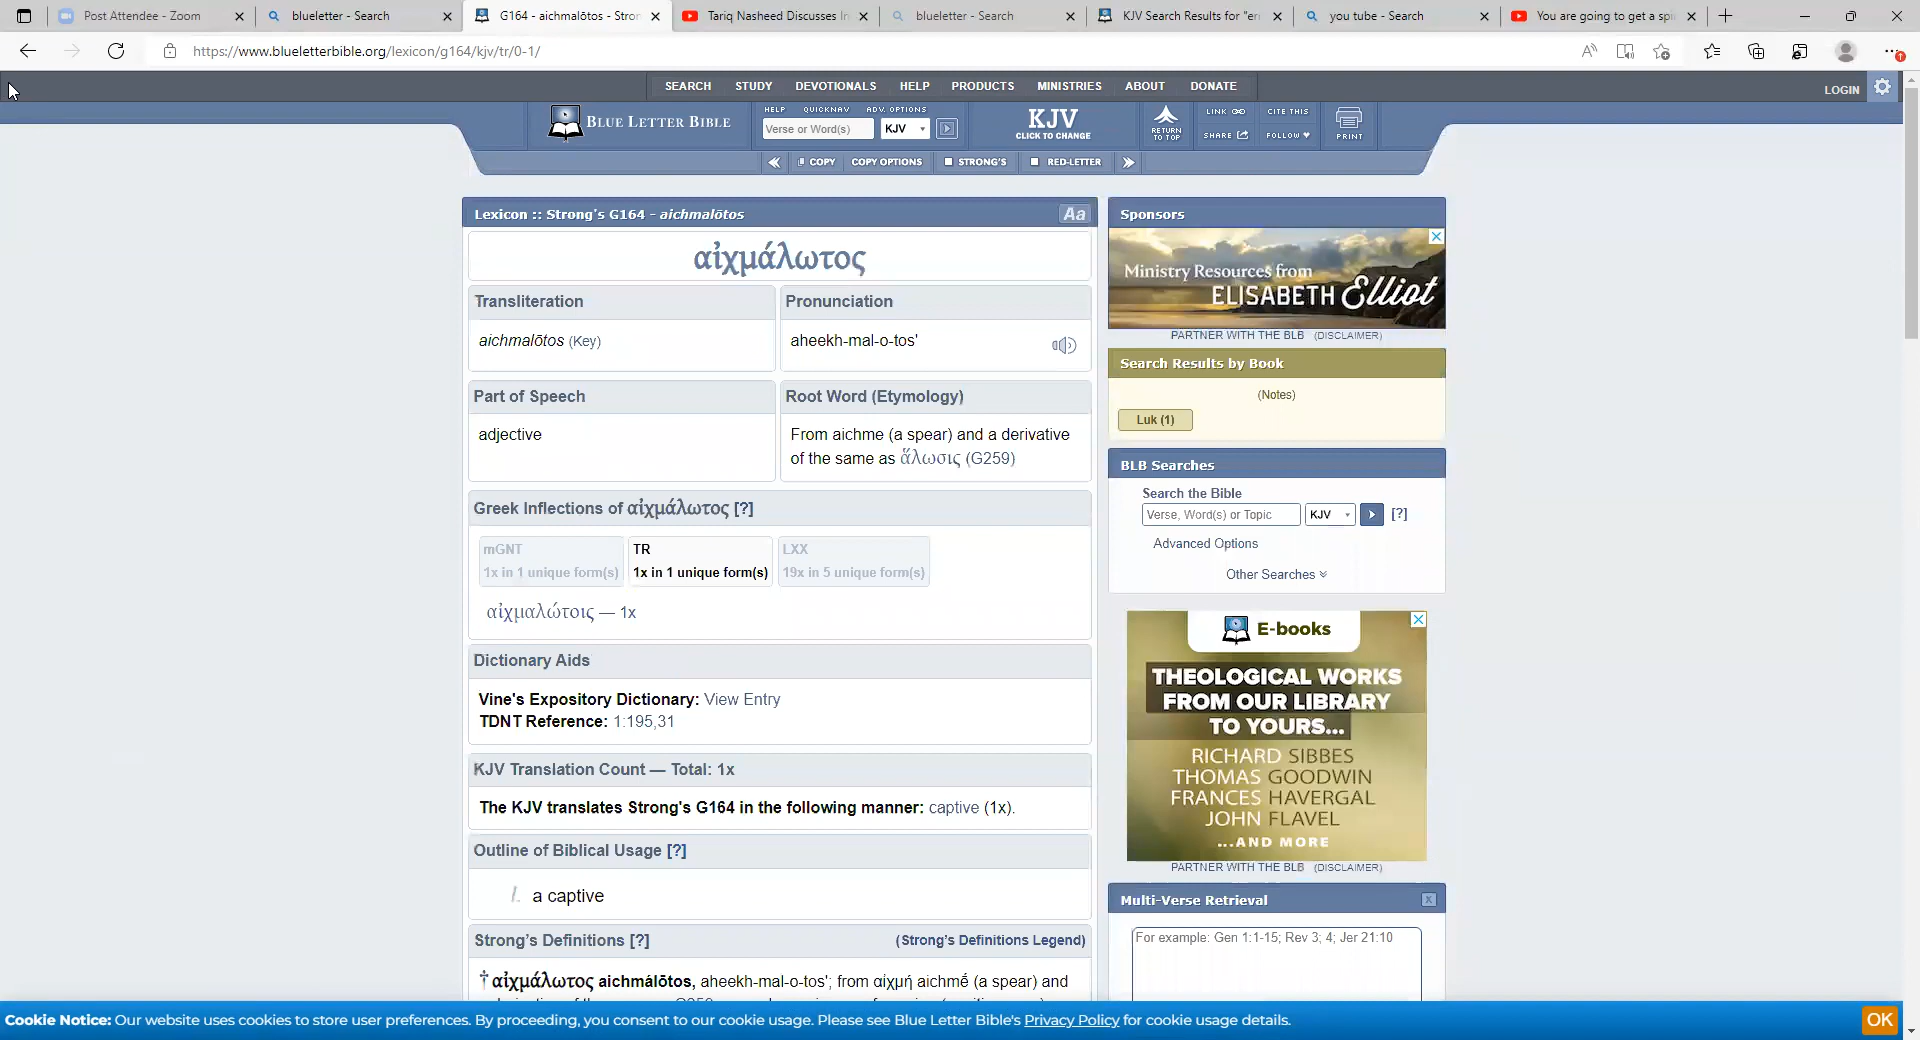 Post Attendee - Zoom
blueletter - Search
G164 - aichmalōtos - Stron
Tariq Nasheed Discusses In
blueletter - Search
KJV Search Results for "eri
you tube - Search
You are going to get a spi
https://www.blueletterbible.org/lexicon/g164/kjv/tr/0-1/
SEARCH STUDY DEVOTIONALS HELP PRODUCTS MINISTRIES ABOUT DONATE
LOGIN
BLUE LETTER BIBLE
HELP QUICKNAV ADV. OPTIONS
Verse or Word(s)
KJV
KJV
CLICK TO CHANGE
RETURN
TO TOP
LINK
CITE THIS
SHARE
FOLLOW
PRINT
COPY COPY OPTIONS STRONG'S RED-LETTER
Lexicon :: Strong's G164 - aichmalōtos
Aa
αἰχμάλωτος
Transliteration
aichmalōtos (Key)
Pronunciation
aheekh-mal-o-tos'
Part of Speech
adjective
Root Word (Etymology)
From aichme (a spear) and a derivative
of the same as ἅλωσις (G259)
Greek Inflections of αἰχμάλωτος [?]
mGNT
1x in 1 unique form(s)
TR
1x in 1 unique form(s)
LXX
19x in 5 unique form(s)
αἰχμαλώτοις — 1x
Dictionary Aids
Vine's Expository Dictionary: View Entry
TDNT Reference: 1:195,31
KJV Translation Count — Total: 1x
The KJV translates Strong's G164 in the following manner: captive (1x).
Outline of Biblical Usage [?]
I. a captive
Strong's Definitions [?]
(Strong's Definitions Legend)
† αἰχμάλωτος aichmálōtos, aheekh-mal-o-tos'; from αἰχμή aichmḗ (a spear) and
Sponsors
Ministry Resources from
ELISABETH Elliot
PARTNER WITH THE BLB (DISCLAIMER)
Search Results by Book
(Notes)
Luk (1)
BLB Searches
Search the Bible
Verse, Word(s) or Topic
KJV
[?]
Advanced Options
Other Searches
E-books
THEOLOGICAL WORKS
FROM OUR LIBRARY
TO YOURS...
RICHARD SIBBES
THOMAS GOODWIN
FRANCES HAVERGAL
JOHN FLAVEL
...AND MORE
PARTNER WITH THE BLB (DISCLAIMER)
Multi-Verse Retrieval
x
For example: Gen 1:1-15; Rev 3; 4; Jer 21:10
Cookie Notice: Our website uses cookies to store user preferences. By proceeding, you consent to our cookie usage. Please see Blue Letter Bible's Privacy Policy for cookie usage details.
OK